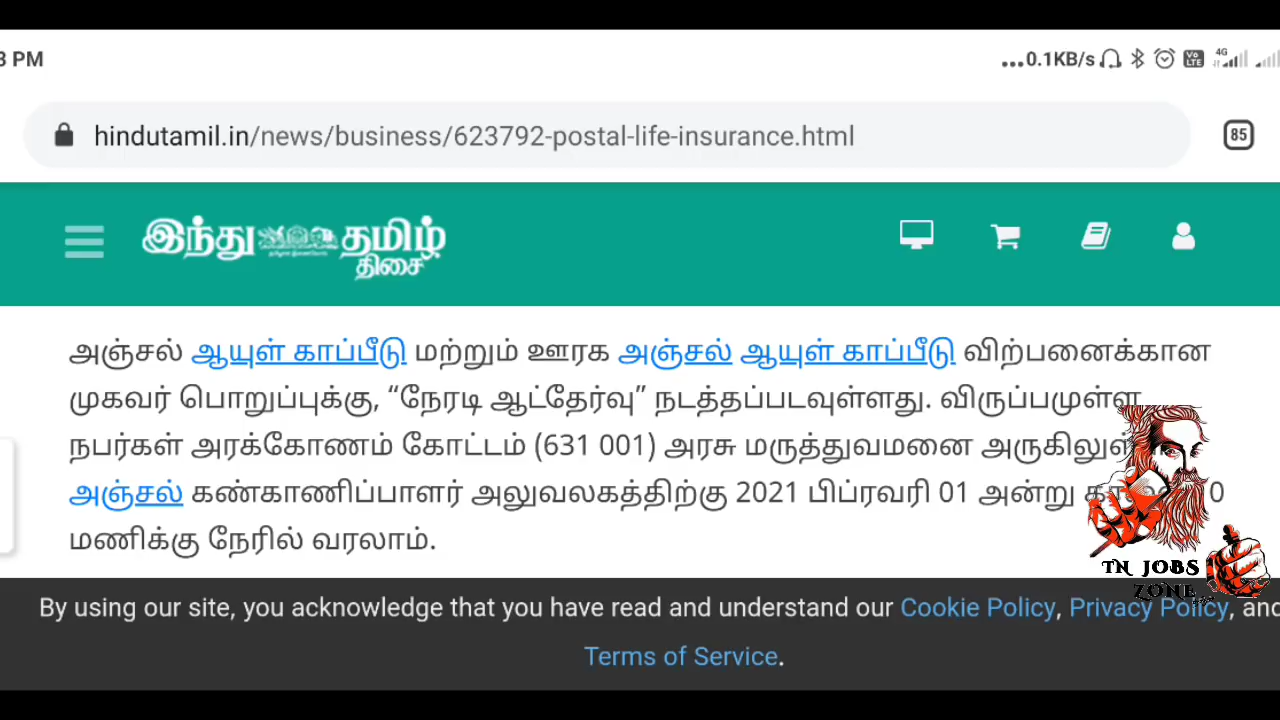 3 PM
...0.1KB/s
Vo LTE
4G
hindutamil.in/news/business/623792-postal-life-insurance.html
85
இந்து தமிழ்
திசை
அஞ்சல் ஆயுள் காப்பீடு மற்றும் ஊரக அஞ்சல் ஆயுள் காப்பீடு விற்பனைக்கான
முகவர் பொறுப்புக்கு, “நேரடி ஆட்தேர்வு” நடத்தப்படவுள்ளது. விருப்பமுள்ள
நபர்கள் அரக்கோணம் கோட்டம் (631 001) அரசு மருத்துவமனை
அஞ்சல் கண்காணிப்பாளர் அலுவலகத்திற்கு 2021 பிப்ரவரி 01 அன்று
மணிக்கு நேரில் வரலாம்.
TN JOBS
ZONE
By using our site, you acknowledge that you have read and understand our Cookie Policy, Privacy Policy, and
Terms of Service.